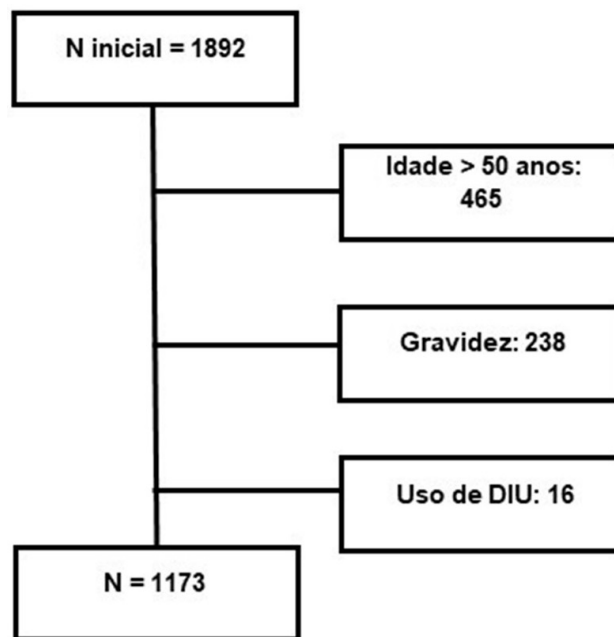 N inicial = 1892
Idade > 50 anos:
465
Gravidez: 238
Uso de DIU: 16
N = 1173